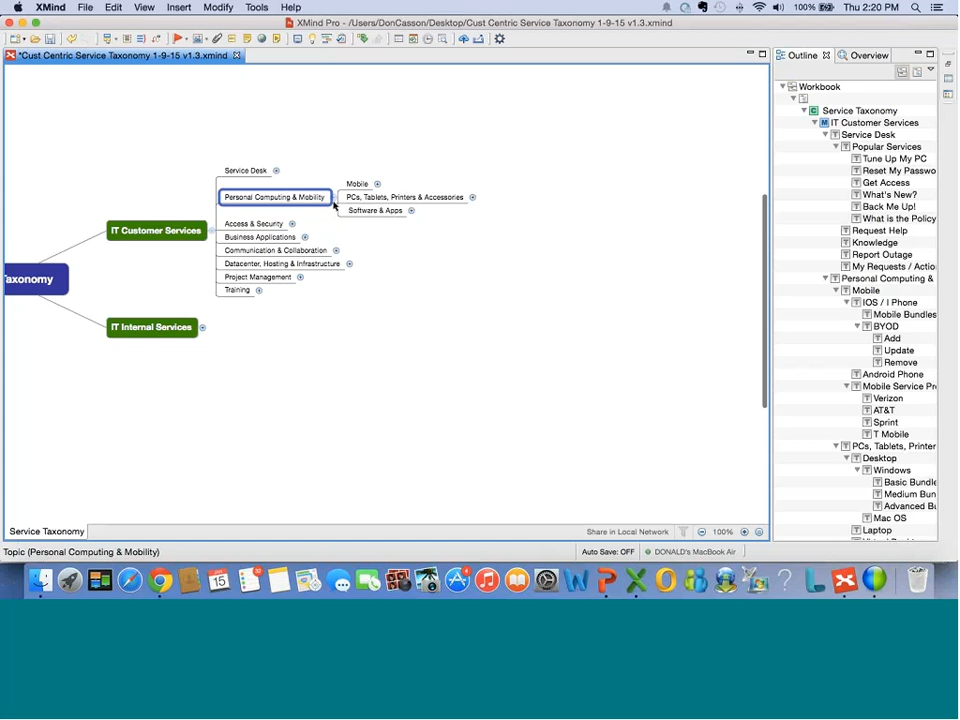 XMind File Edit View Insert Modify Tools Help 100% Thu 2:20 PM
XMind Pro - /Users/DonCasson/Desktop/Cust Centric Service Taxonomy 1-9-15 v1.3.xmind
*Cust Centric Service Taxonomy 1-9-15 v1.3.xmind
Service Desk
Personal Computing & Mobility
Mobile
PCs, Tablets, Printers & Accessories
Software & Apps
IT Customer Services
Access & Security
Business Applications
Communication & Collaboration
Datacenter, Hosting & Infrastructure
Project Management
Training
Taxonomy
IT Internal Services
Outline Overview
Workbook
Service Taxonomy
IT Customer Services
Service Desk
Popular Services
Tune Up My PC
Reset My Passwo
Get Access
What's New?
Back Me Up!
What is the Policy
Request Help
Knowledge
Report Outage
My Requests / Actio
Personal Computing &
Mobile
IOS / I Phone
Mobile Bundles
BYOD
Add
Update
Remove
Android Phone
Mobile Service Pr
Verizon
AT&T
Sprint
T Mobile
PCs, Tablets, Printer
Desktop
Windows
Basic Bundle
Medium Bun
Advanced Bu
Mac OS
Laptop
Service Taxonomy
Share in Local Network 100%
Topic (Personal Computing & Mobility)
Auto Save: OFF DONALD's MacBook Air